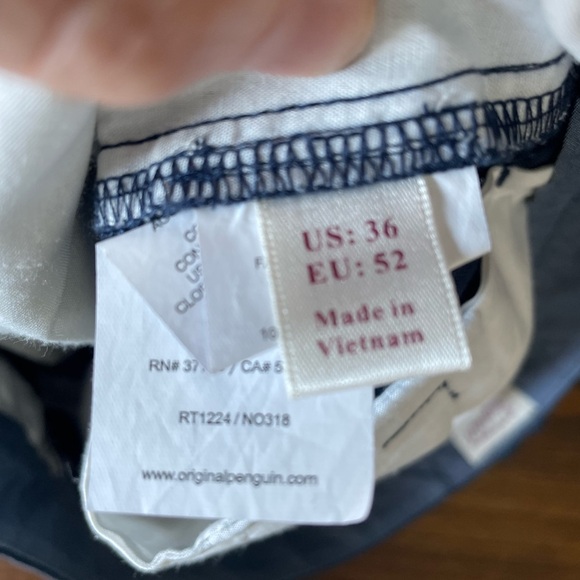 US: 36
EU: 52
Made in
Vietnam
RN# 37 / CA# 5
RT1224 / NO318
www.originalpenguin.com